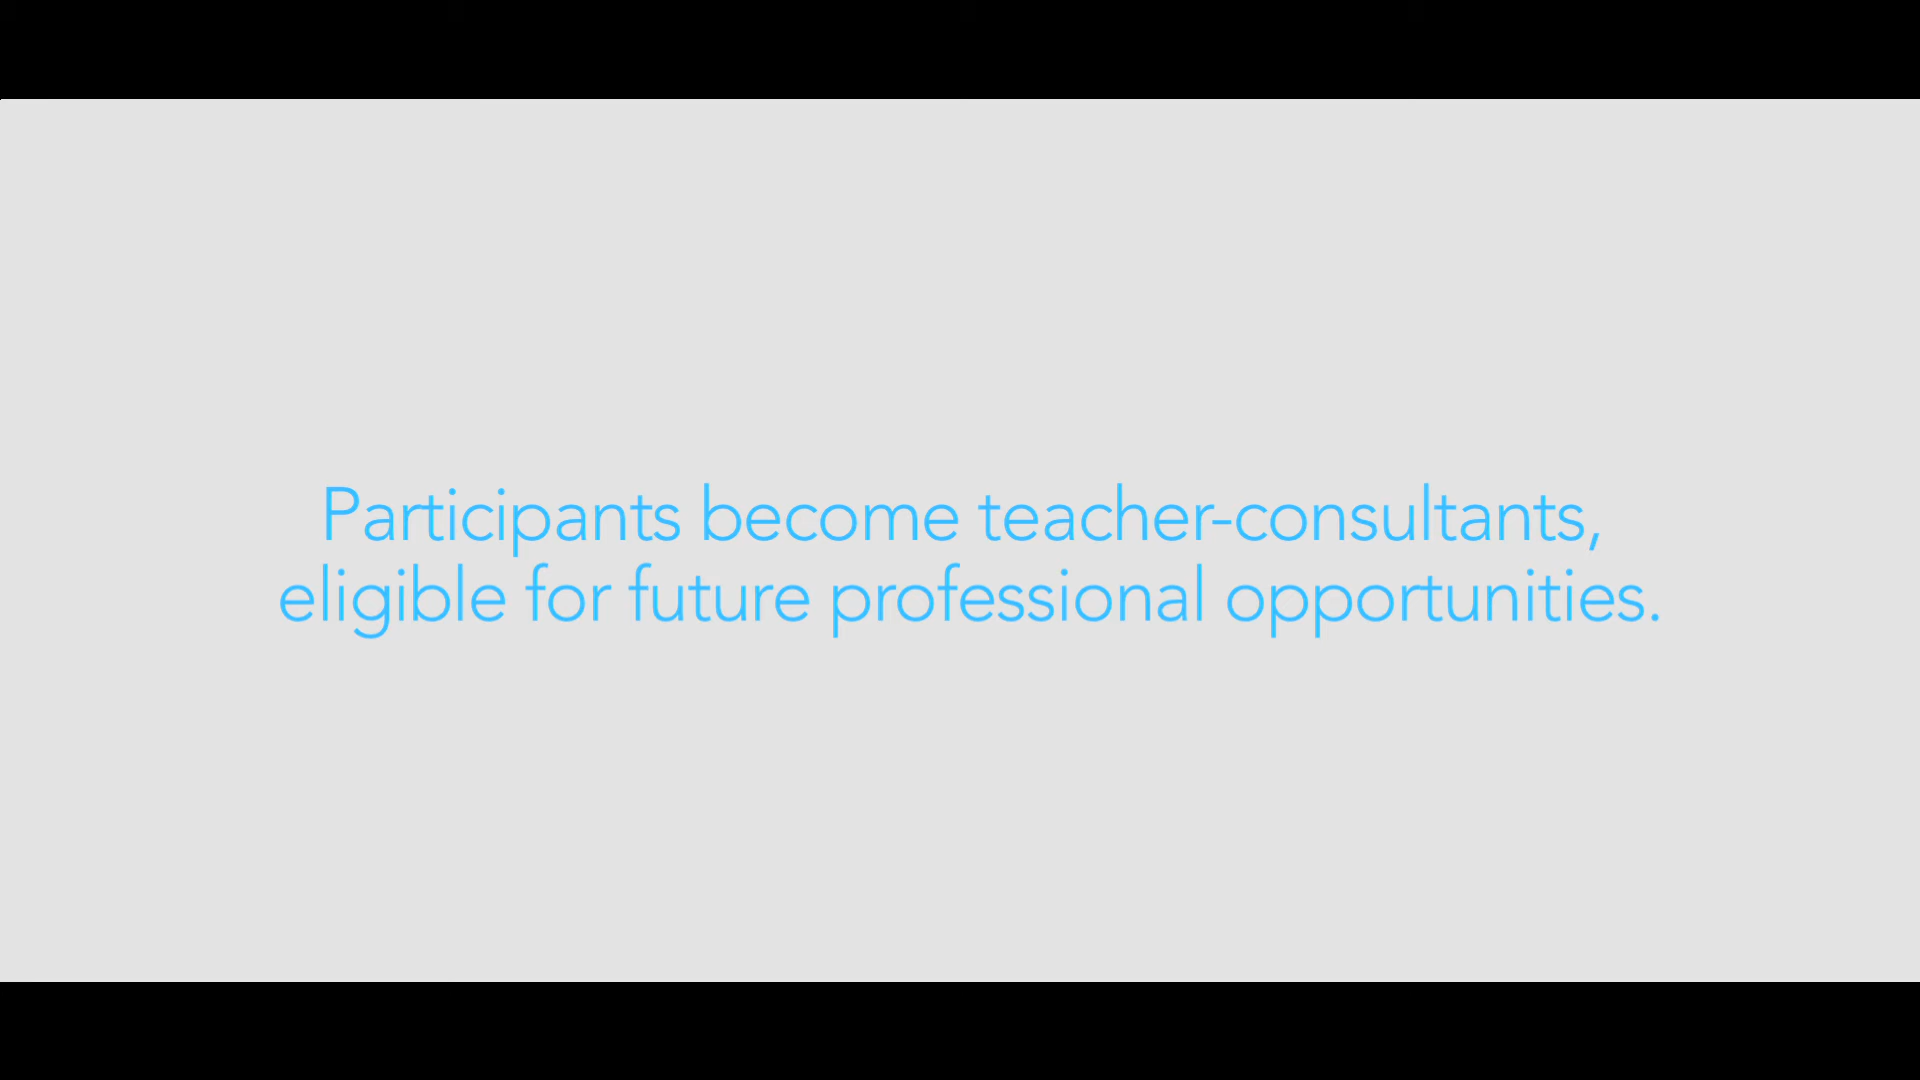 Participants become teacher-consultants,
eligible for future professional opportunities.